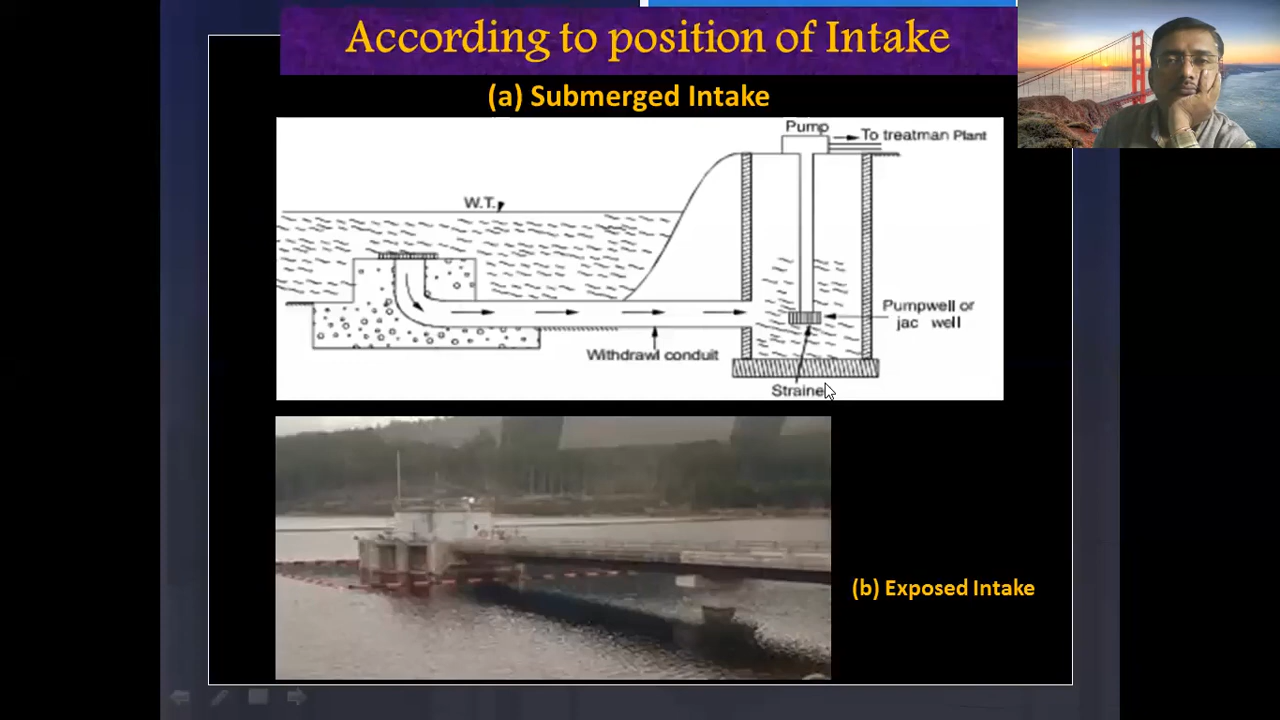 According to position of Intake
(a) Submerged Intake
Pump
To treatman Plant
W.T.
Pumpwell or
jac well
Withdrawl conduit
Straine
(b) Exposed Intake